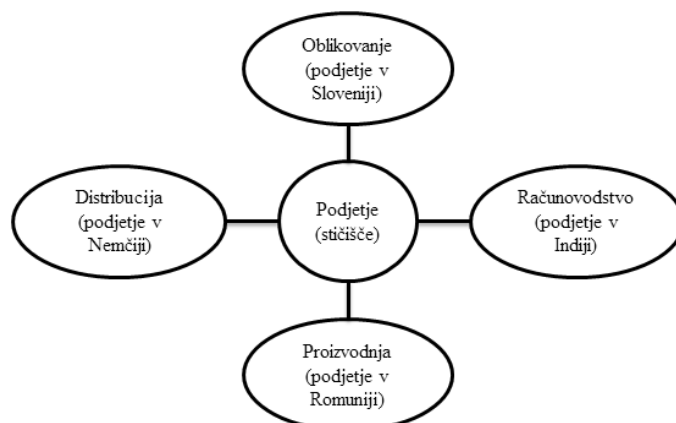 Oblikovanje
(podjetje v
Sloveniji)
Distribucija
(podjetje v
Nemčiji)
Podjetje
(stičišče)
Računovodstvo
(podjetje v
Indiji)
Proizvodnja
(podjetje v
Romuniji)